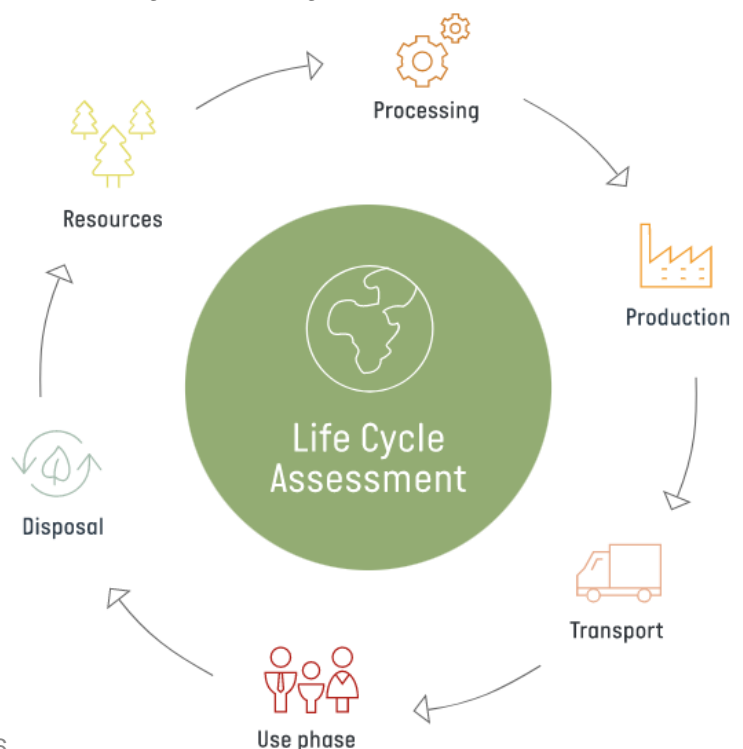 Processing
Resources
Production
Life Cycle
Assessment
Disposal
Transport
Use phase